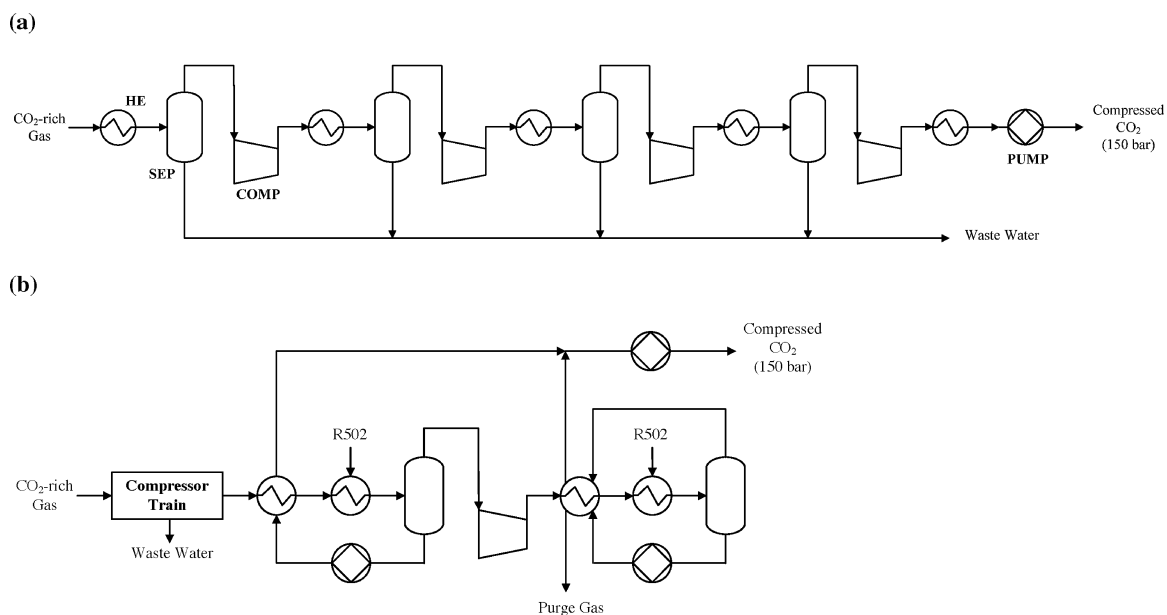 (a)
HE
CO₂-rich
Gas
SEP
COMP
PUMP
Compressed
CO₂
(150 bar)
Waste Water
(b)
Compressed
CO₂
(150 bar)
R502
R502
CO₂-rich
Gas
Compressor
Train
Waste Water
Purge Gas